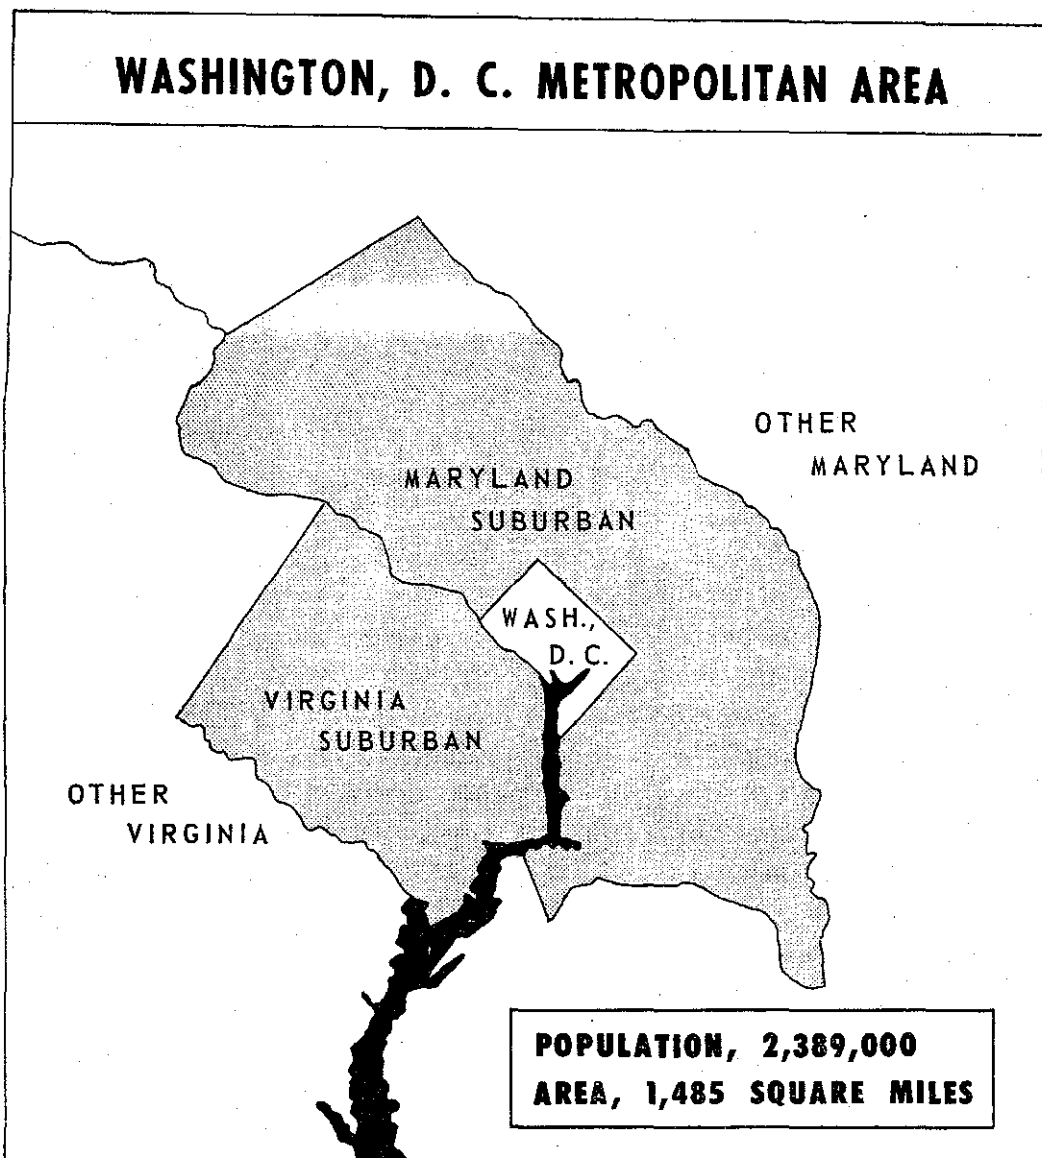 WASHINGTON, D. C. METROPOLITAN AREA
OTHER
MARYLAND
MARYLAND
SUBURBAN
WASH.,
D. C.
VIRGINIA
SUBURBAN
OTHER
VIRGINIA
POPULATION, 2,389,000
AREA, 1,485 SQUARE MILES